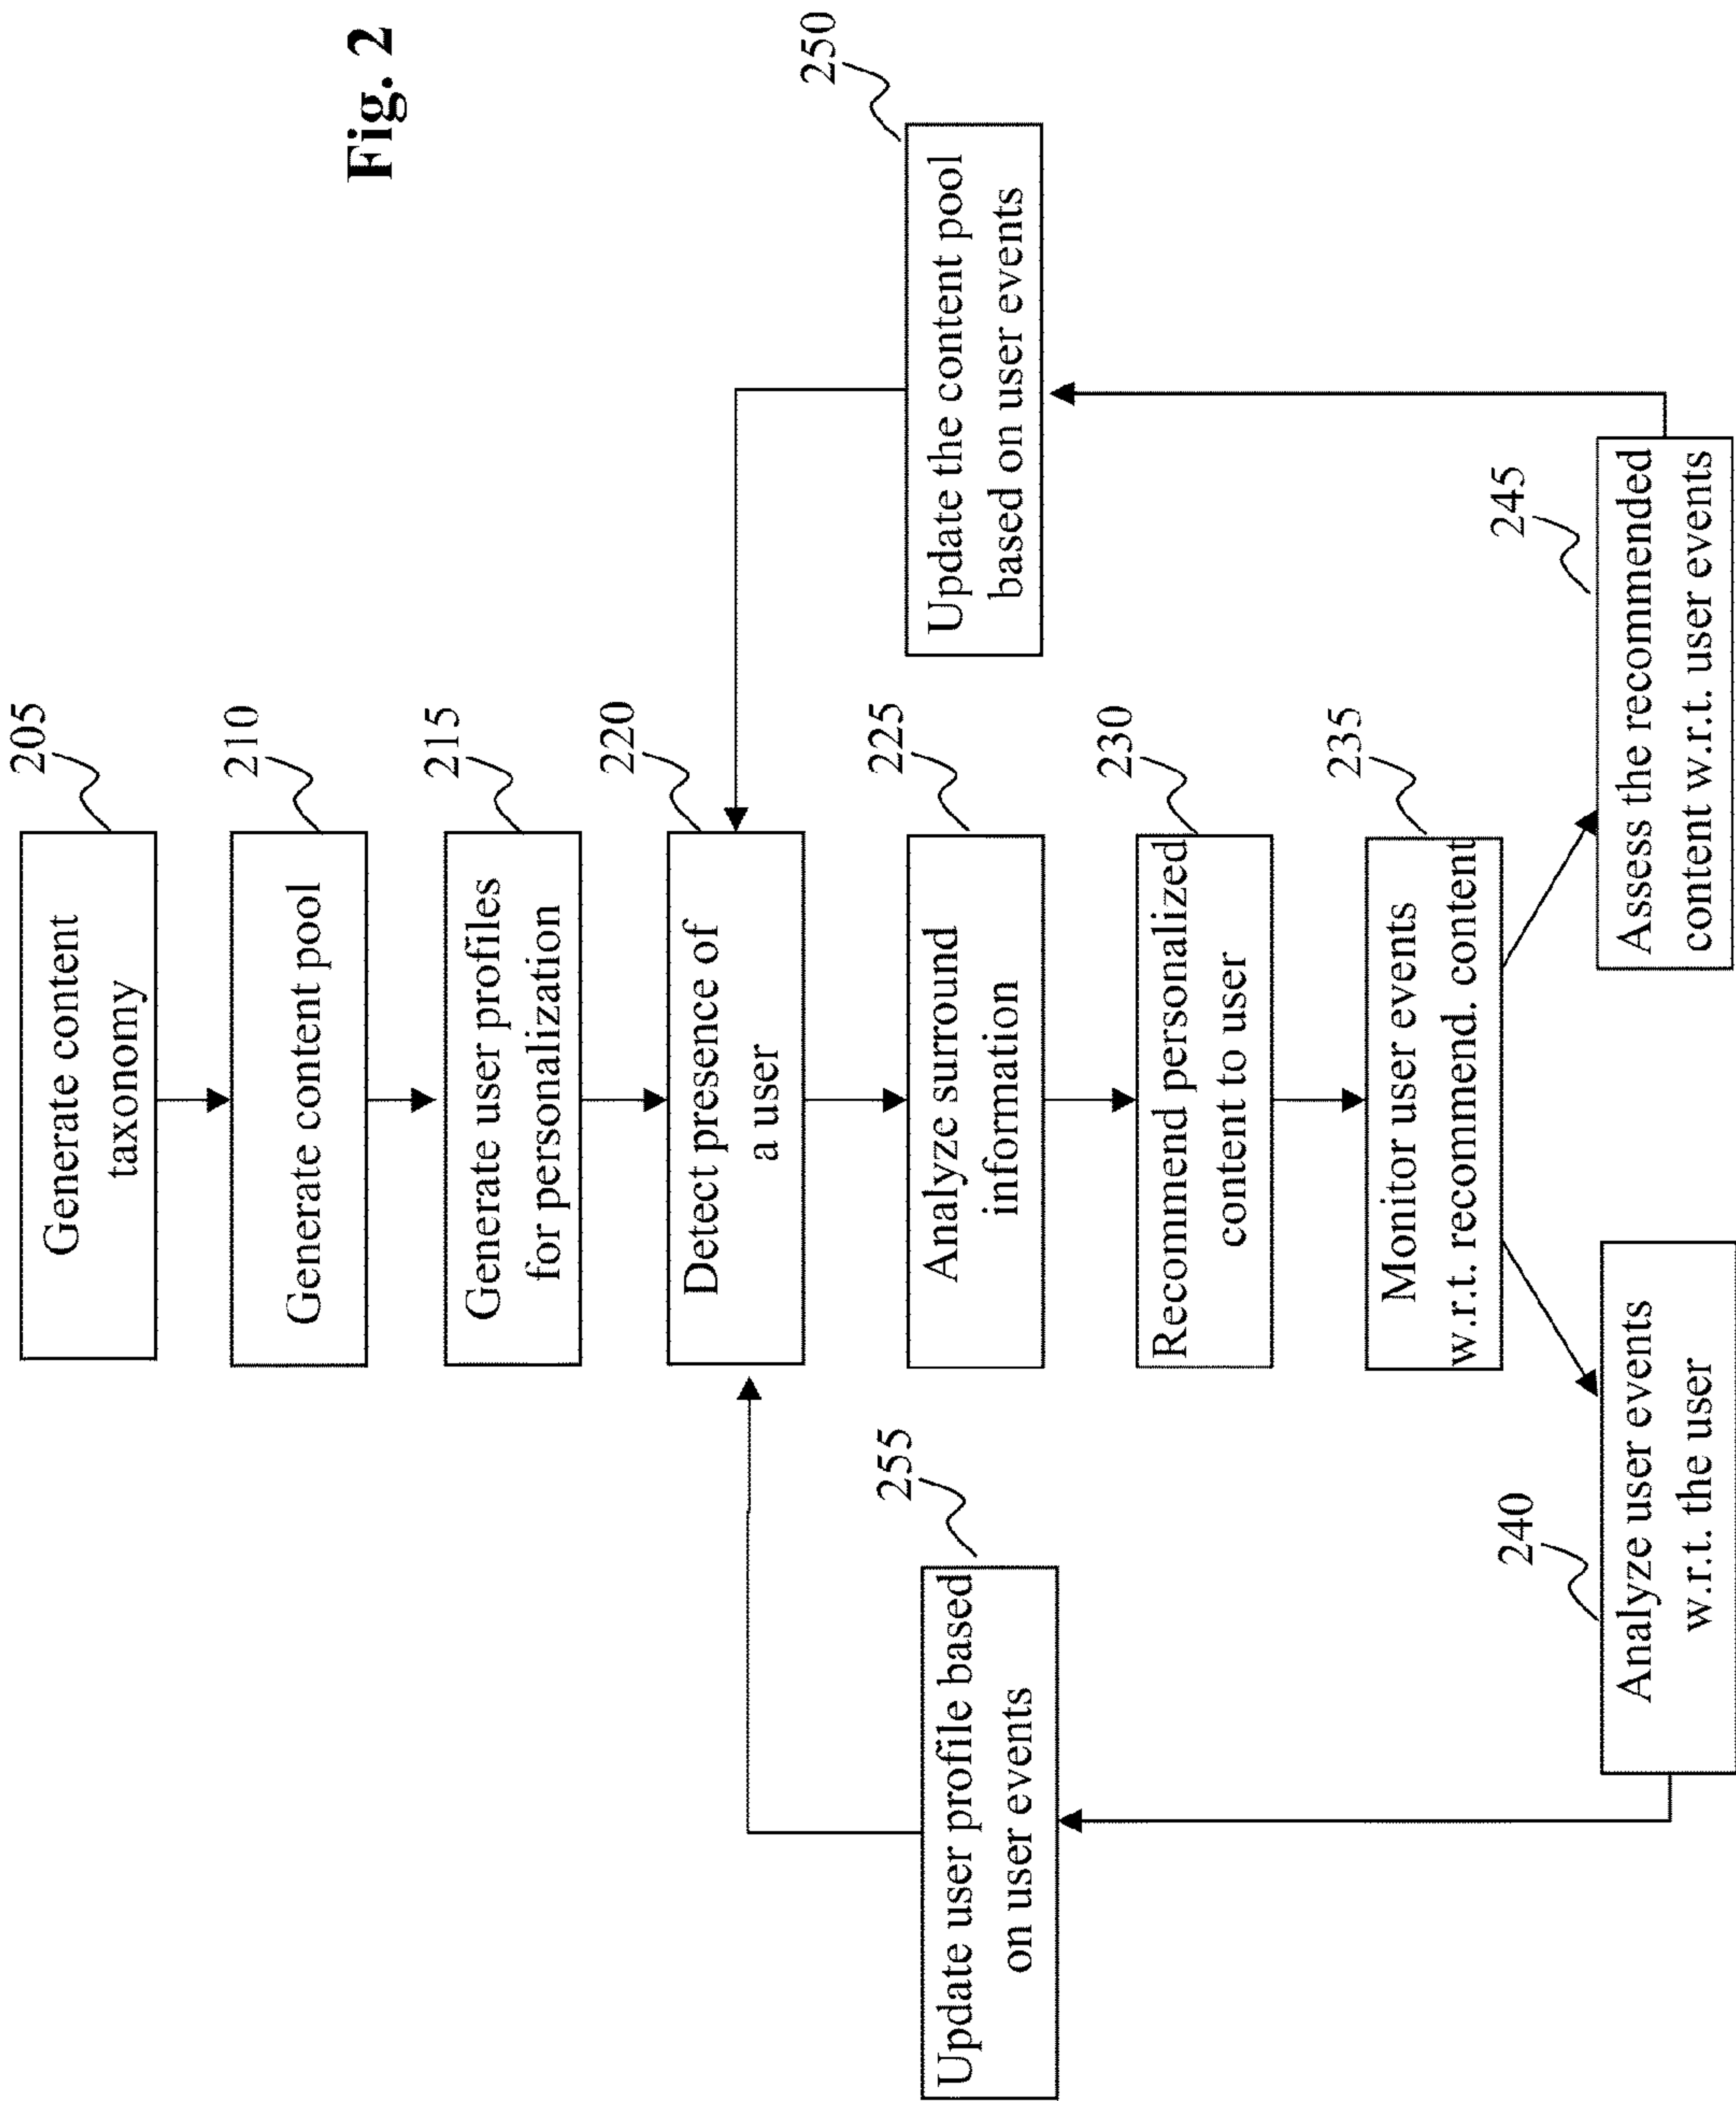 Fig. 2
205
Generate content
taxonomy
210
Generate content pool
215
Generate user profiles
for personalization
220
Detect presence of
a user
225
Analyze surround
information
230
Recommend personalized
content to user
235
Monitor user events
w.r.t. recommend. content
240
Analyze user events
w.r.t. the user
245
Assess the recommended
content w.r.t. user events
250
Update the content pool
based on user events
255
Update user profile based
on user events